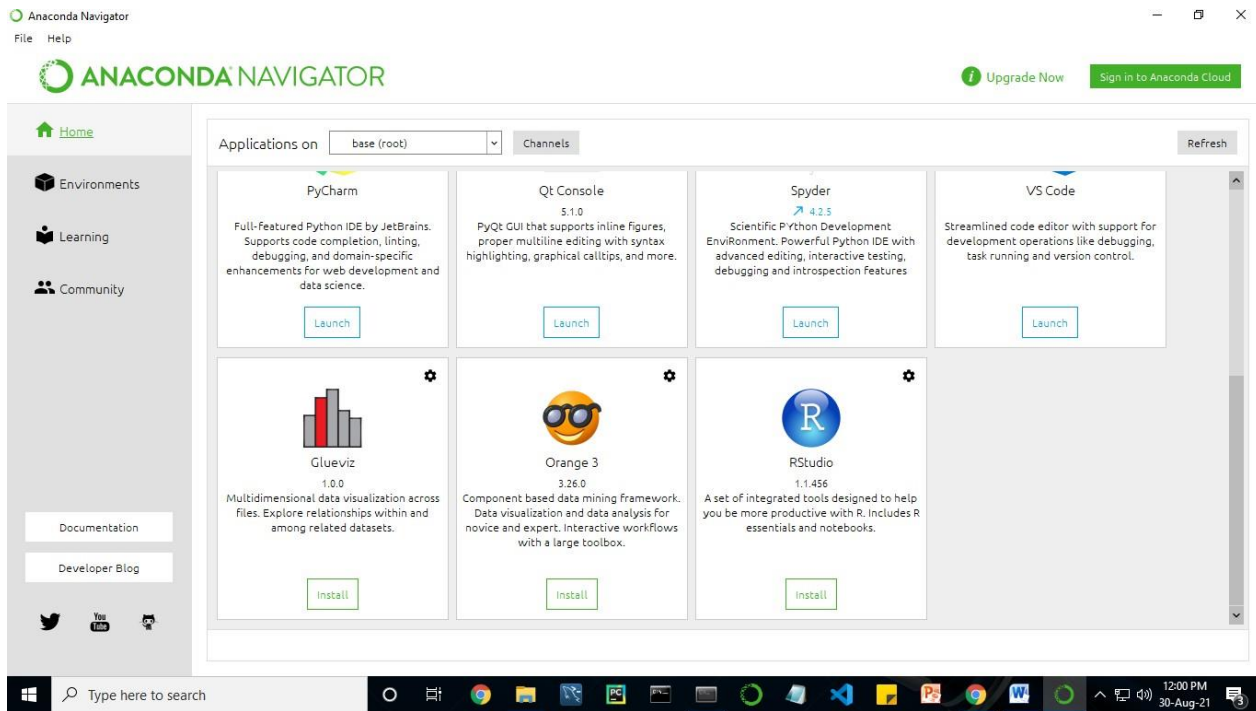 Anaconda Navigator
File Help
ANACONDA NAVIGATOR
Upgrade Now
Sign in to Anaconda Cloud
Home
Environments
Learning
Community
Documentation
Developer Blog
You
Tube
Applications on base (root) Channels Refresh
PyCharm
Full-featured Python IDE by JetBrains.
Supports code completion, linting,
debugging, and domain-specific
enhancements for web development and
data science.
Launch
Qt Console
5.1.0
PyQt GUI that supports inline figures,
proper multiline editing with syntax
highlighting, graphical calltips, and more.
Launch
Spyder
4.2.5
Scientific PYthon Development
EnviRonment. Powerful Python IDE with
advanced editing, interactive testing,
debugging and introspection features
Launch
VS Code
Streamlined code editor with support for
development operations like debugging,
task running and version control.
Launch
Glueviz
1.0.0
Multidimensional data visualization across
files. Explore relationships within and
among related datasets.
Install
Orange 3
3.26.0
Component based data mining framework.
Data visualization and data analysis for
novice and expert. Interactive workflows
with a large toolbox.
Install
R
RStudio
1.1.456
A set of integrated tools designed to help
you be more productive with R. Includes R
essentials and notebooks.
Install
Type here to search
PC
P
W
12:00 PM
30-Aug-21
3